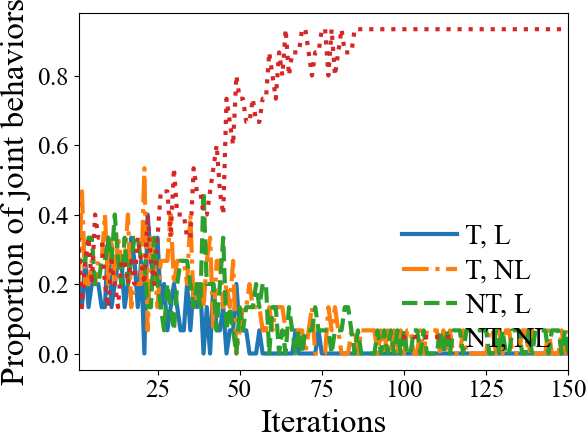 Proportion of joint behaviors
0.8
0.6
0.4
0.2
0.0
T, L
T, NL
NT, L
NT, NL
25
50
75
100
125
150
Iterations